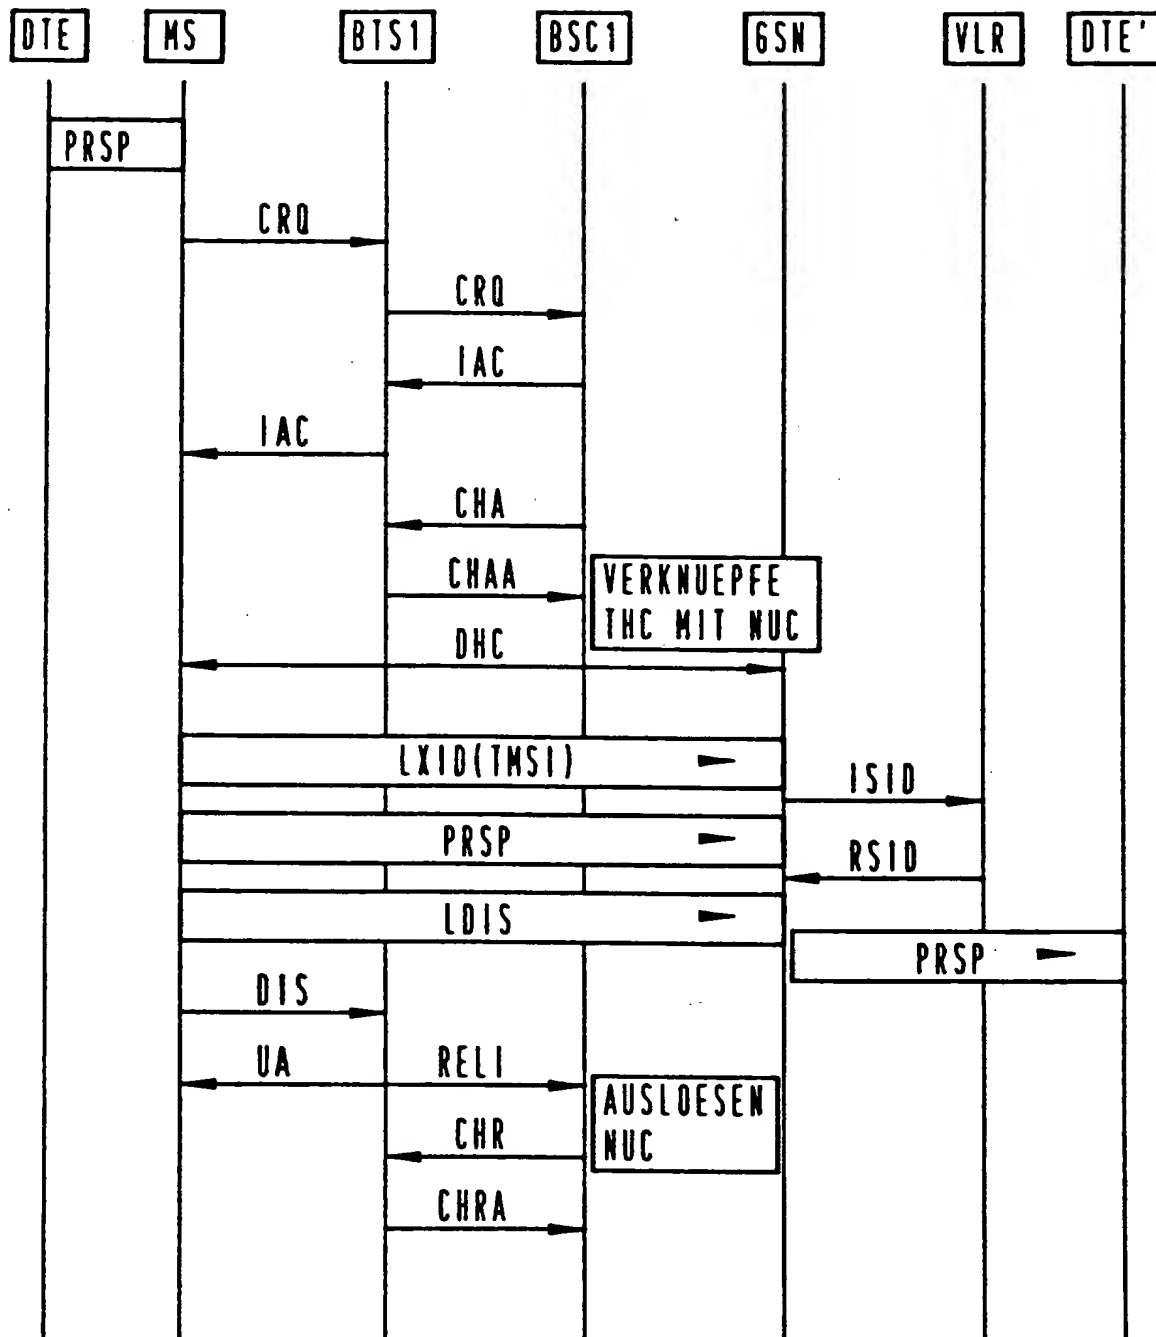 DTE MS BTS1 BSC1 GSN VLR DTE'
PRSP
CRQ
CRQ
IAC
IAC
CHA
CHAA
VERKNUEPFE
THC MIT NUC
DHC
LXID(TMSI)
ISID
PRSP
RSID
LDIS
PRSP
DIS
UA RELI
AUSLOESEN
NUC
CHR
CHRA